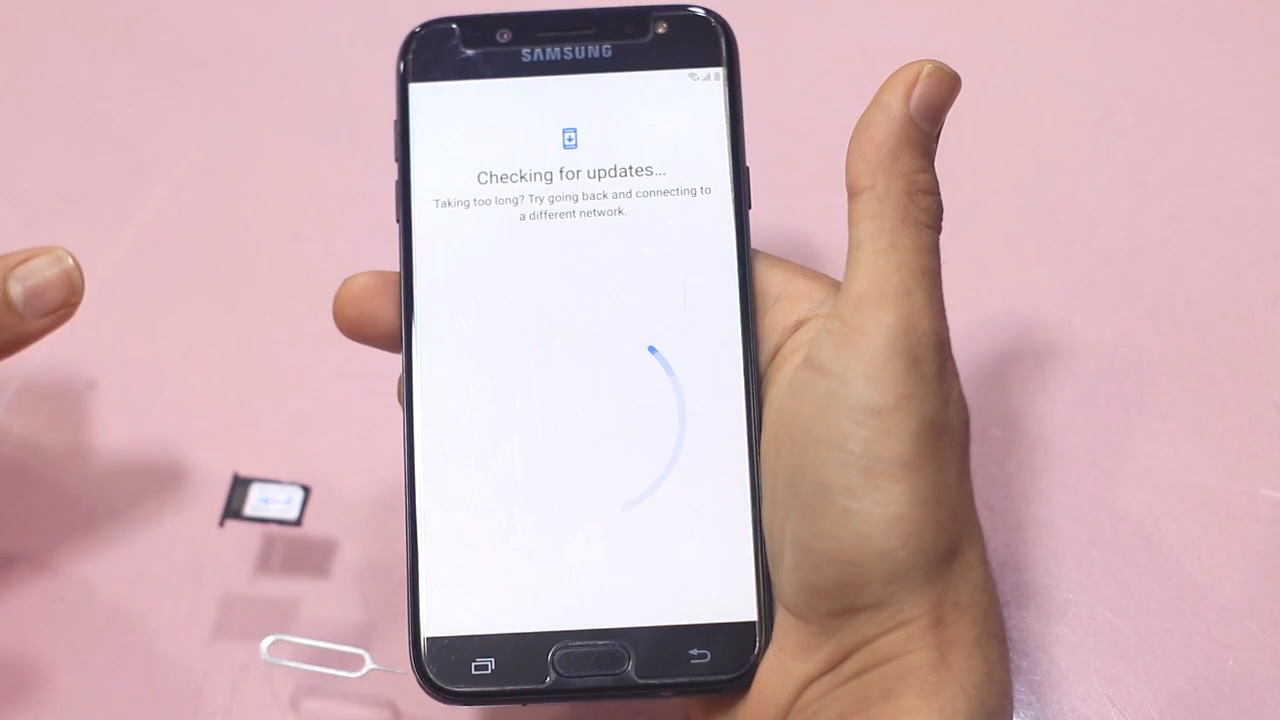 SAMSUNG
Checking for updates...
Taking too long? Try going back and connecting to
a different network.